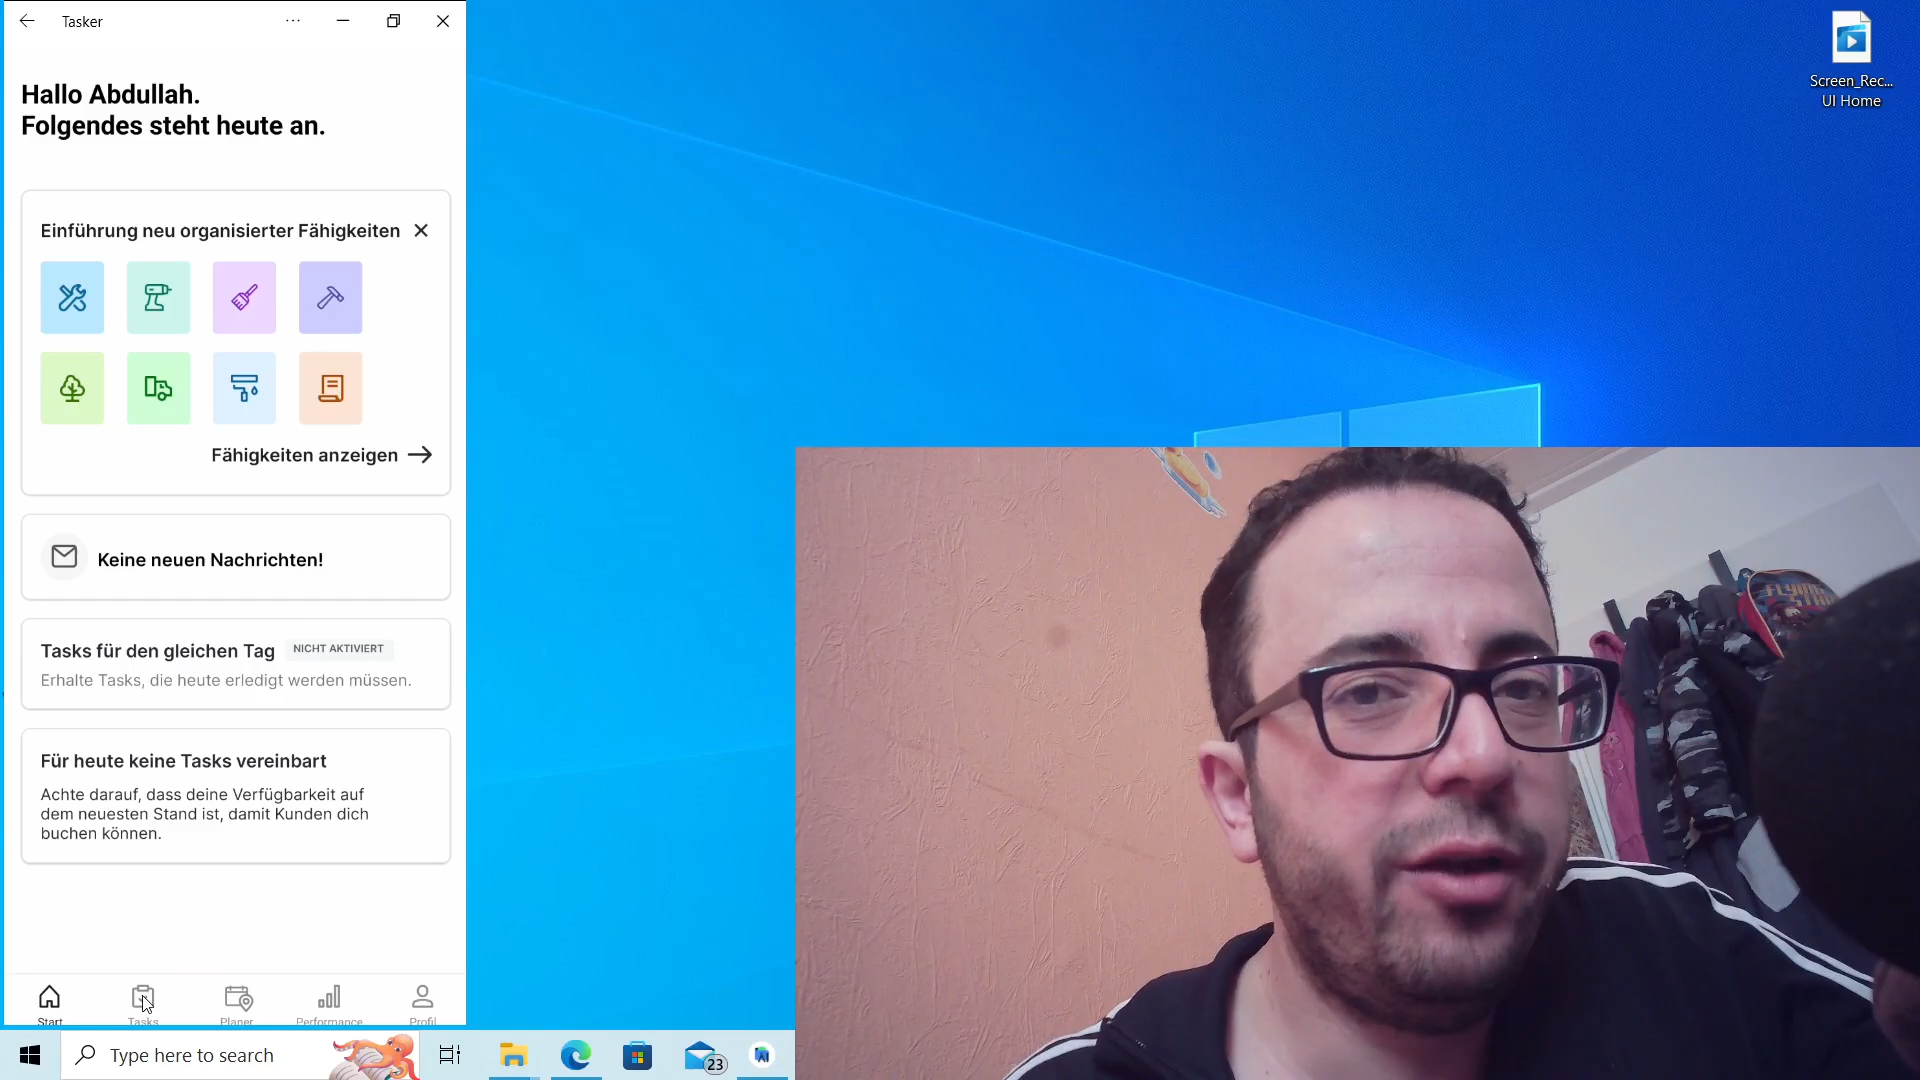 Tasker
Hallo Abdullah.
Folgendes steht heute an.
Einführung neu organisierter Fähigkeiten
Fähigkeiten anzeigen
Keine neuen Nachrichten!
Tasks für den gleichen Tag
NICHT AKTIVIERT
Erhalte Tasks, die heute erledigt werden müssen.
Für heute keine Tasks vereinbart
Achte darauf, dass deine Verfügbarkeit auf
dem neuesten Stand ist, damit Kunden dich
buchen können.
Start
Tasks
Planer
Performance
Profil
Type here to search
23
Screen_Rec...
UI Home